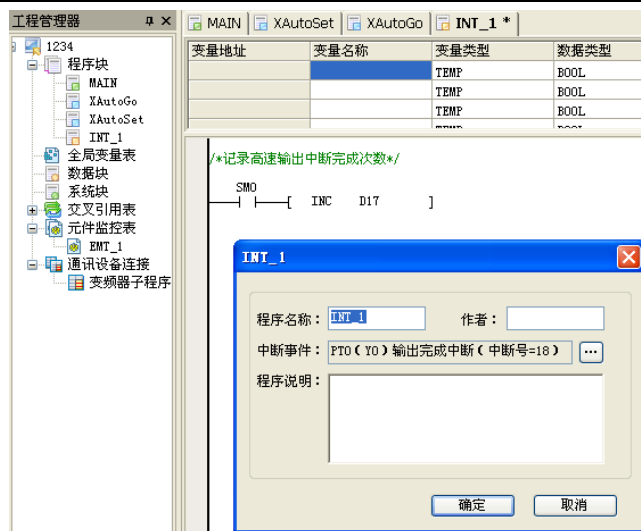 工程管理器
1234
程序块
MAIN
XAutoGo
XAutoSet
INT_1
全局变量表
数据块
系统块
交叉引用表
元件监控表
EMT_1
通讯设备连接
变频器子程序
MAIN XAutoSet XAutoGo INT_1 *
变量地址 变量名称 变量类型 数据类型
TEMP BOOL
TEMP BOOL
TEMP BOOL
/*记录高速输出中断完成次数*/
SM0
[ INC D17 ]
INT_1
程序名称： INT_1 作者：
中断事件： PTO(Y0)输出完成中断(中断号=18) ...
程序说明：
确定 取消